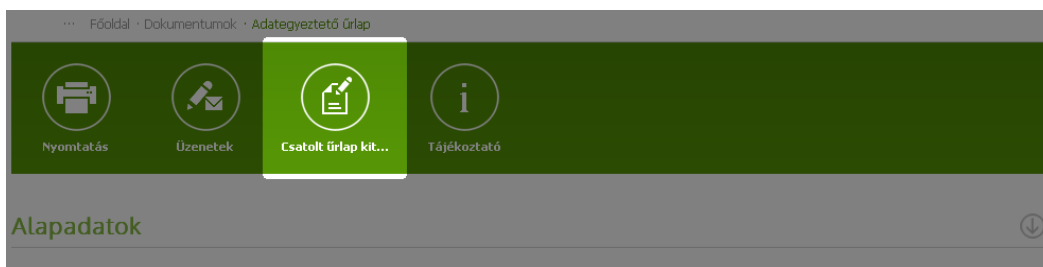 ... Főoldal · Dokumentumok · Adategyeztető űrlap
Nyomtatás Üzenetek Csatolt űrlap kit... Tájékoztató
Alapadatok